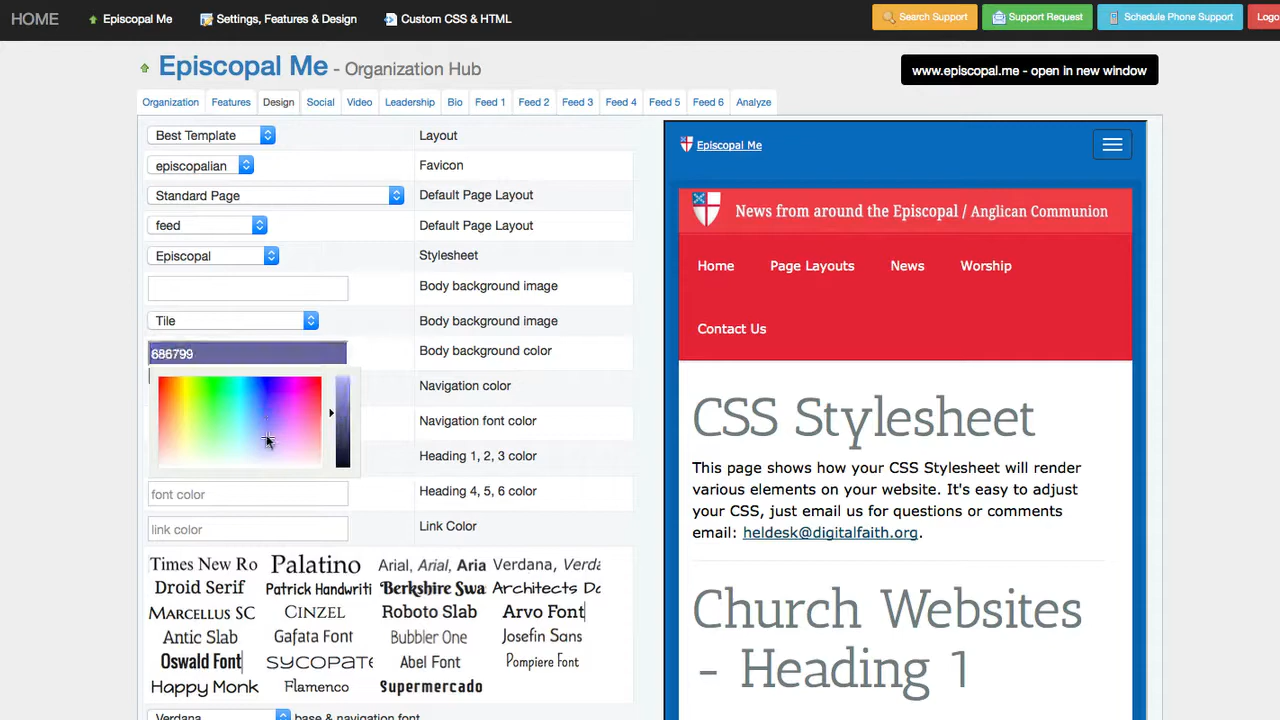 HOME Episcopal Me Settings, Features & Design Custom CSS & HTML Search Support Support Request Schedule Phone Support Logo
Episcopal Me - Organization Hub
www.episcopal.me - open in new window
Organization Features Design Social Video Leadership Bio Feed 1 Feed 2 Feed 3 Feed 4 Feed 5 Feed 6 Analyze
Best Template Layout
episcopalian Favicon
Standard Page Default Page Layout
feed Default Page Layout
Episcopal Stylesheet
Body background image
Tile Body background image
686799 Body background color
Navigation color
Navigation font color
Heading 1, 2, 3 color
font color Heading 4, 5, 6 color
link color Link Color
Times New Ro Palatino Arial, Arial, Aria Verdana, Verda
Droid Serif Patrick Handwriti Berkshire Swa Architects Da
Marcellus SC Cinzel Roboto Slab Arvo Font
Antic Slab Gafata Font Bubbler One Josefin Sans
Oswald Font Sycopate Abel Font Pompiere Font
Happy Monk Flamenco Supermercado
Verdana base & navigation font
Episcopal Me
News from around the Episcopal / Anglican Communion
Home Page Layouts News Worship
Contact Us
CSS Stylesheet
This page shows how your CSS Stylesheet will render
various elements on your website. It's easy to adjust
your CSS, just email us for questions or comments
email: heldesk@digitalfaith.org.
Church Websites
- Heading 1